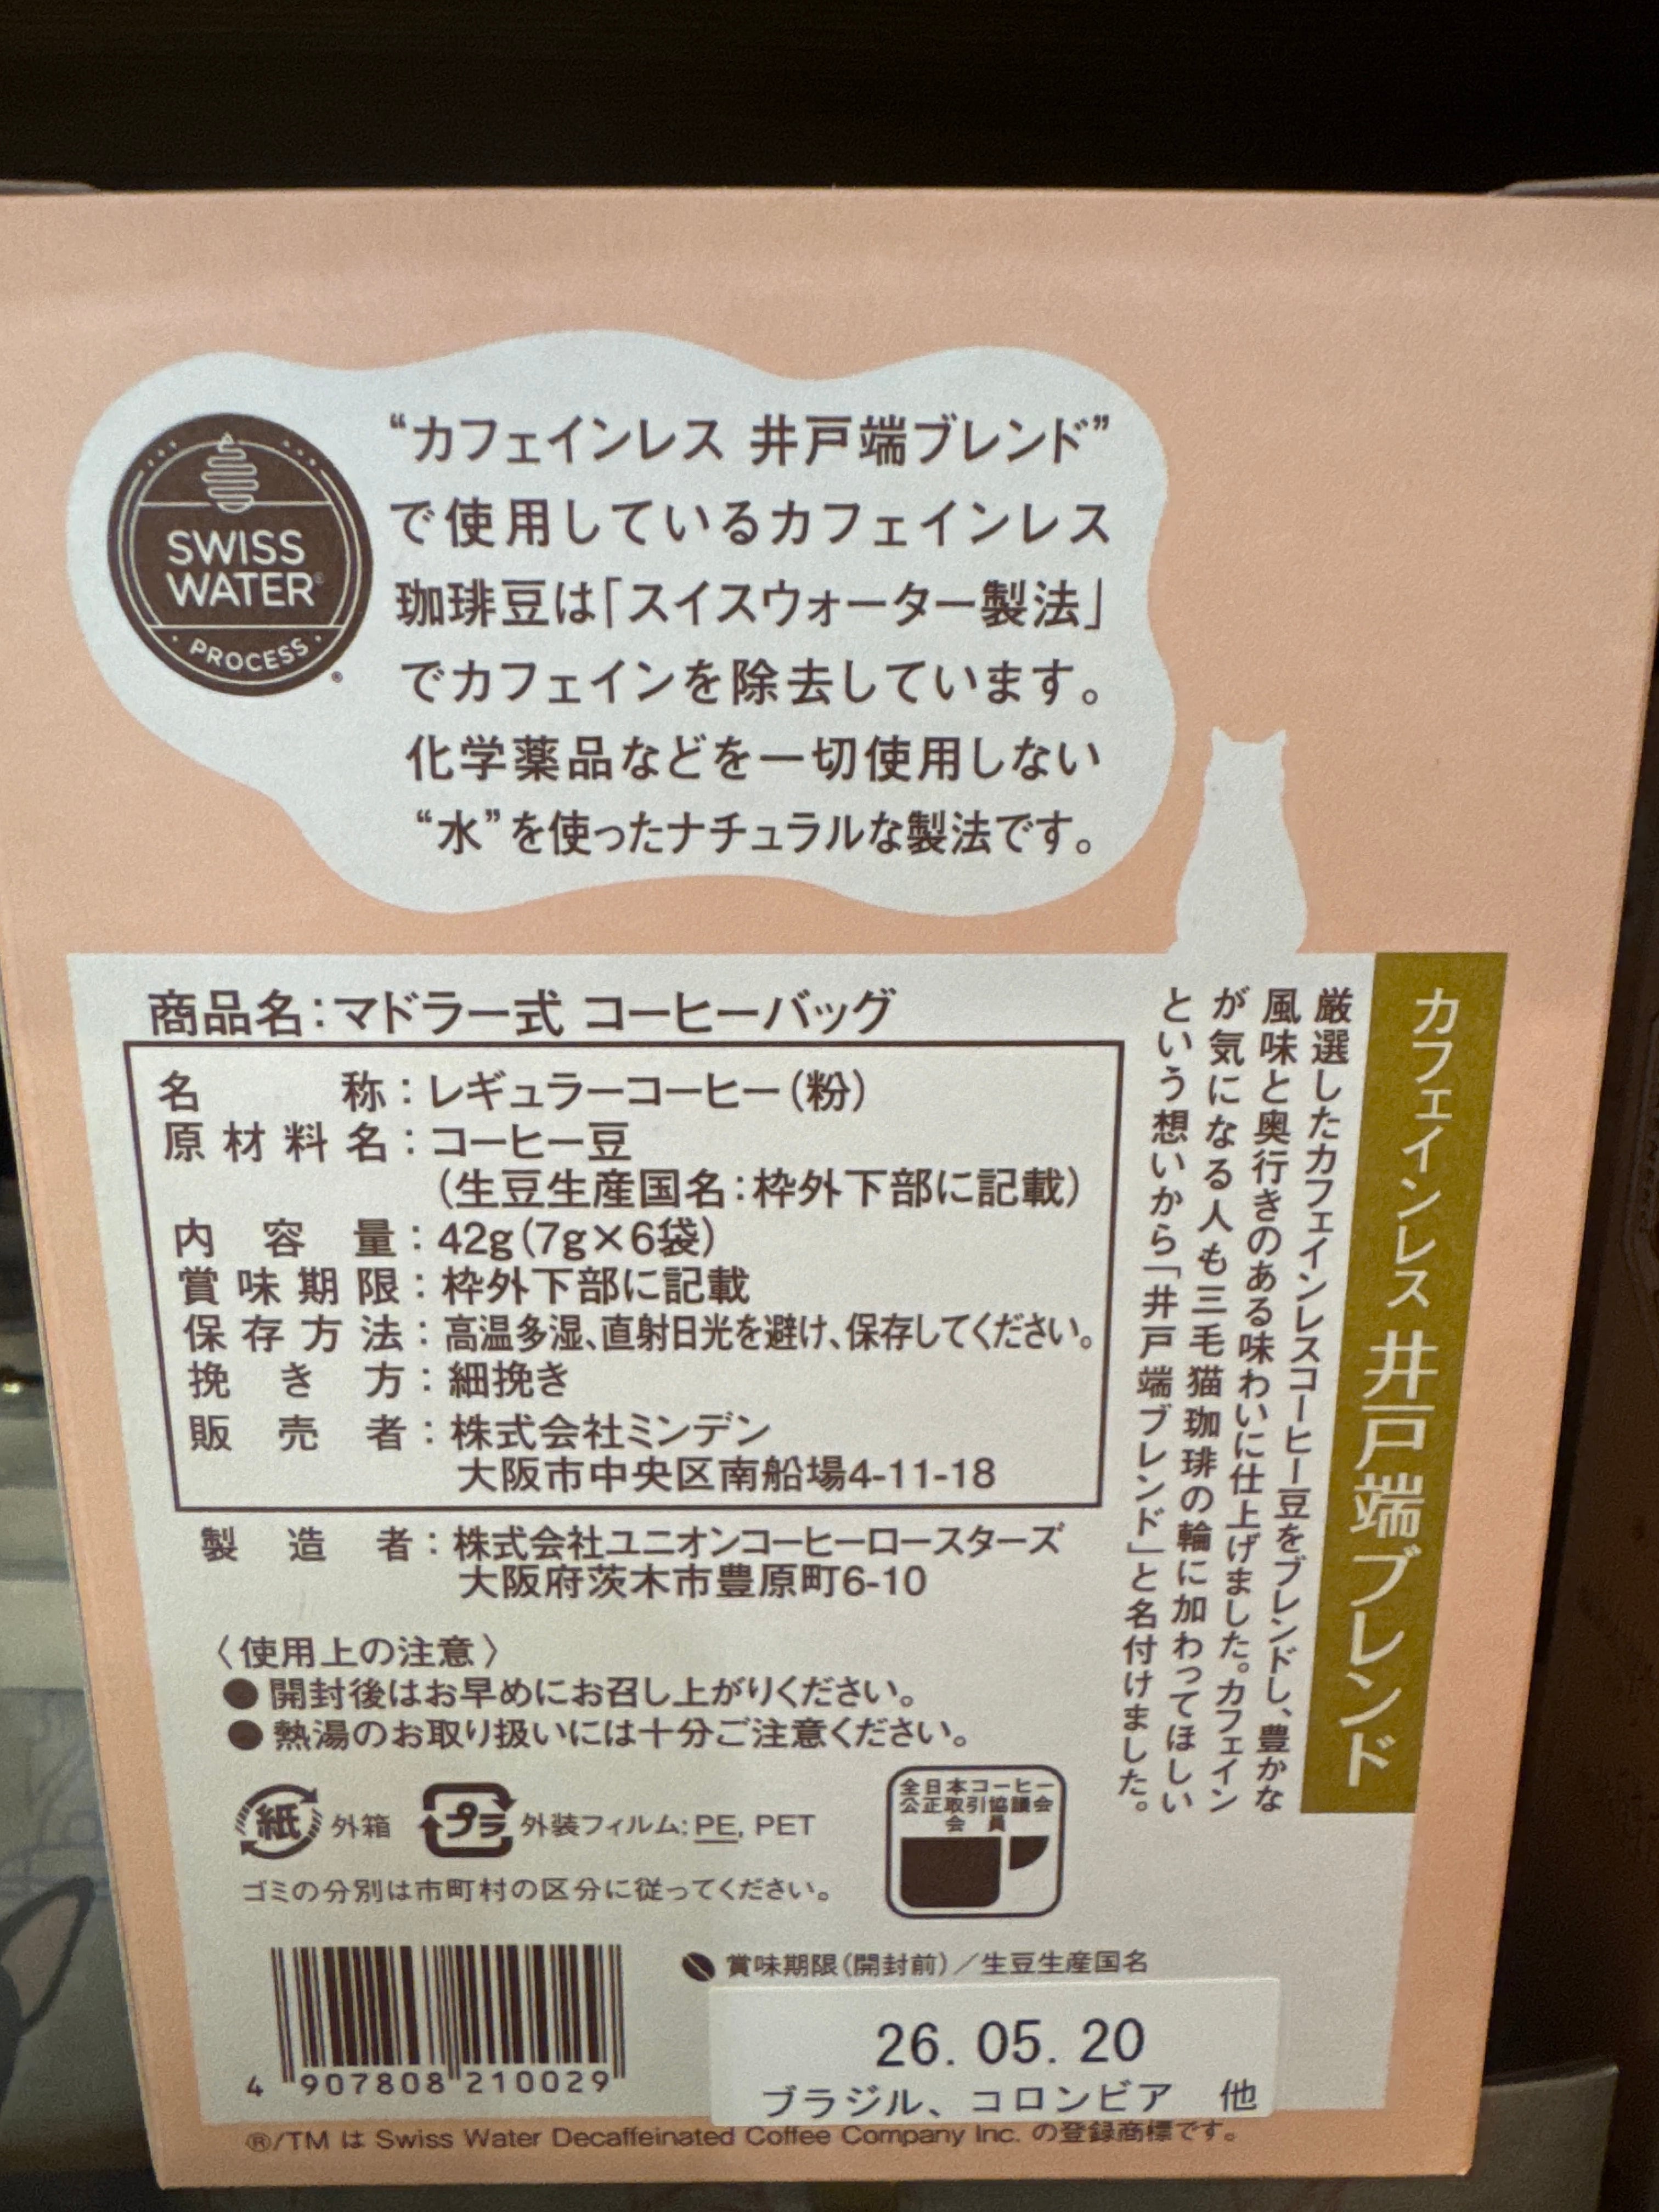 SWISS
WATER®
PROCESS
®
“カフェインレス 井戸端ブレンド”
で使用しているカフェインレス
珈琲豆は「スイスウォーター製法」
でカフェインを除去しています。
化学薬品などを一切使用しない
“水”を使ったナチュラルな製法です。
カフェインレス 井戸端ブレンド
厳選したカフェインレスコーヒー豆をブレンドし、豊かな
風味と奥行きのある味わいに仕上げました。カフェイン
が気になる人も三毛猫珈琲の輪に加わってほしい
という想いから「井戸端ブレンド」と名付けました。
商品名：マドラー式 コーヒーバッグ
名称：レギュラーコーヒー（粉）
原材料名：コーヒー豆
（生豆生産国名：枠外下部に記載）
内容量：42g（7g×6袋）
賞味期限：枠外下部に記載
保存方法：高温多湿、直射日光を避け、保存してください。
挽き方：細挽き
販売者：株式会社ミンデン
大阪市中央区南船場4-11-18
製造者：株式会社ユニオンコーヒーロースターズ
大阪府茨木市豊原町6-10
〈使用上の注意〉
●開封後はお早めにお召し上がりください。
●熱湯のお取り扱いには十分ご注意ください。
紙 外箱 プラ 外装フィルム：PE, PET
ゴミの分別は市町村の区分に従ってください。
全日本コーヒー
公正取引協議会
会員
賞味期限（開封前）／生豆生産国名
26. 05. 20
ブラジル、コロンビア 他
4 907808 210029
®/TM は Swiss Water Decaffeinated Coffee Company Inc. の登録商標です。